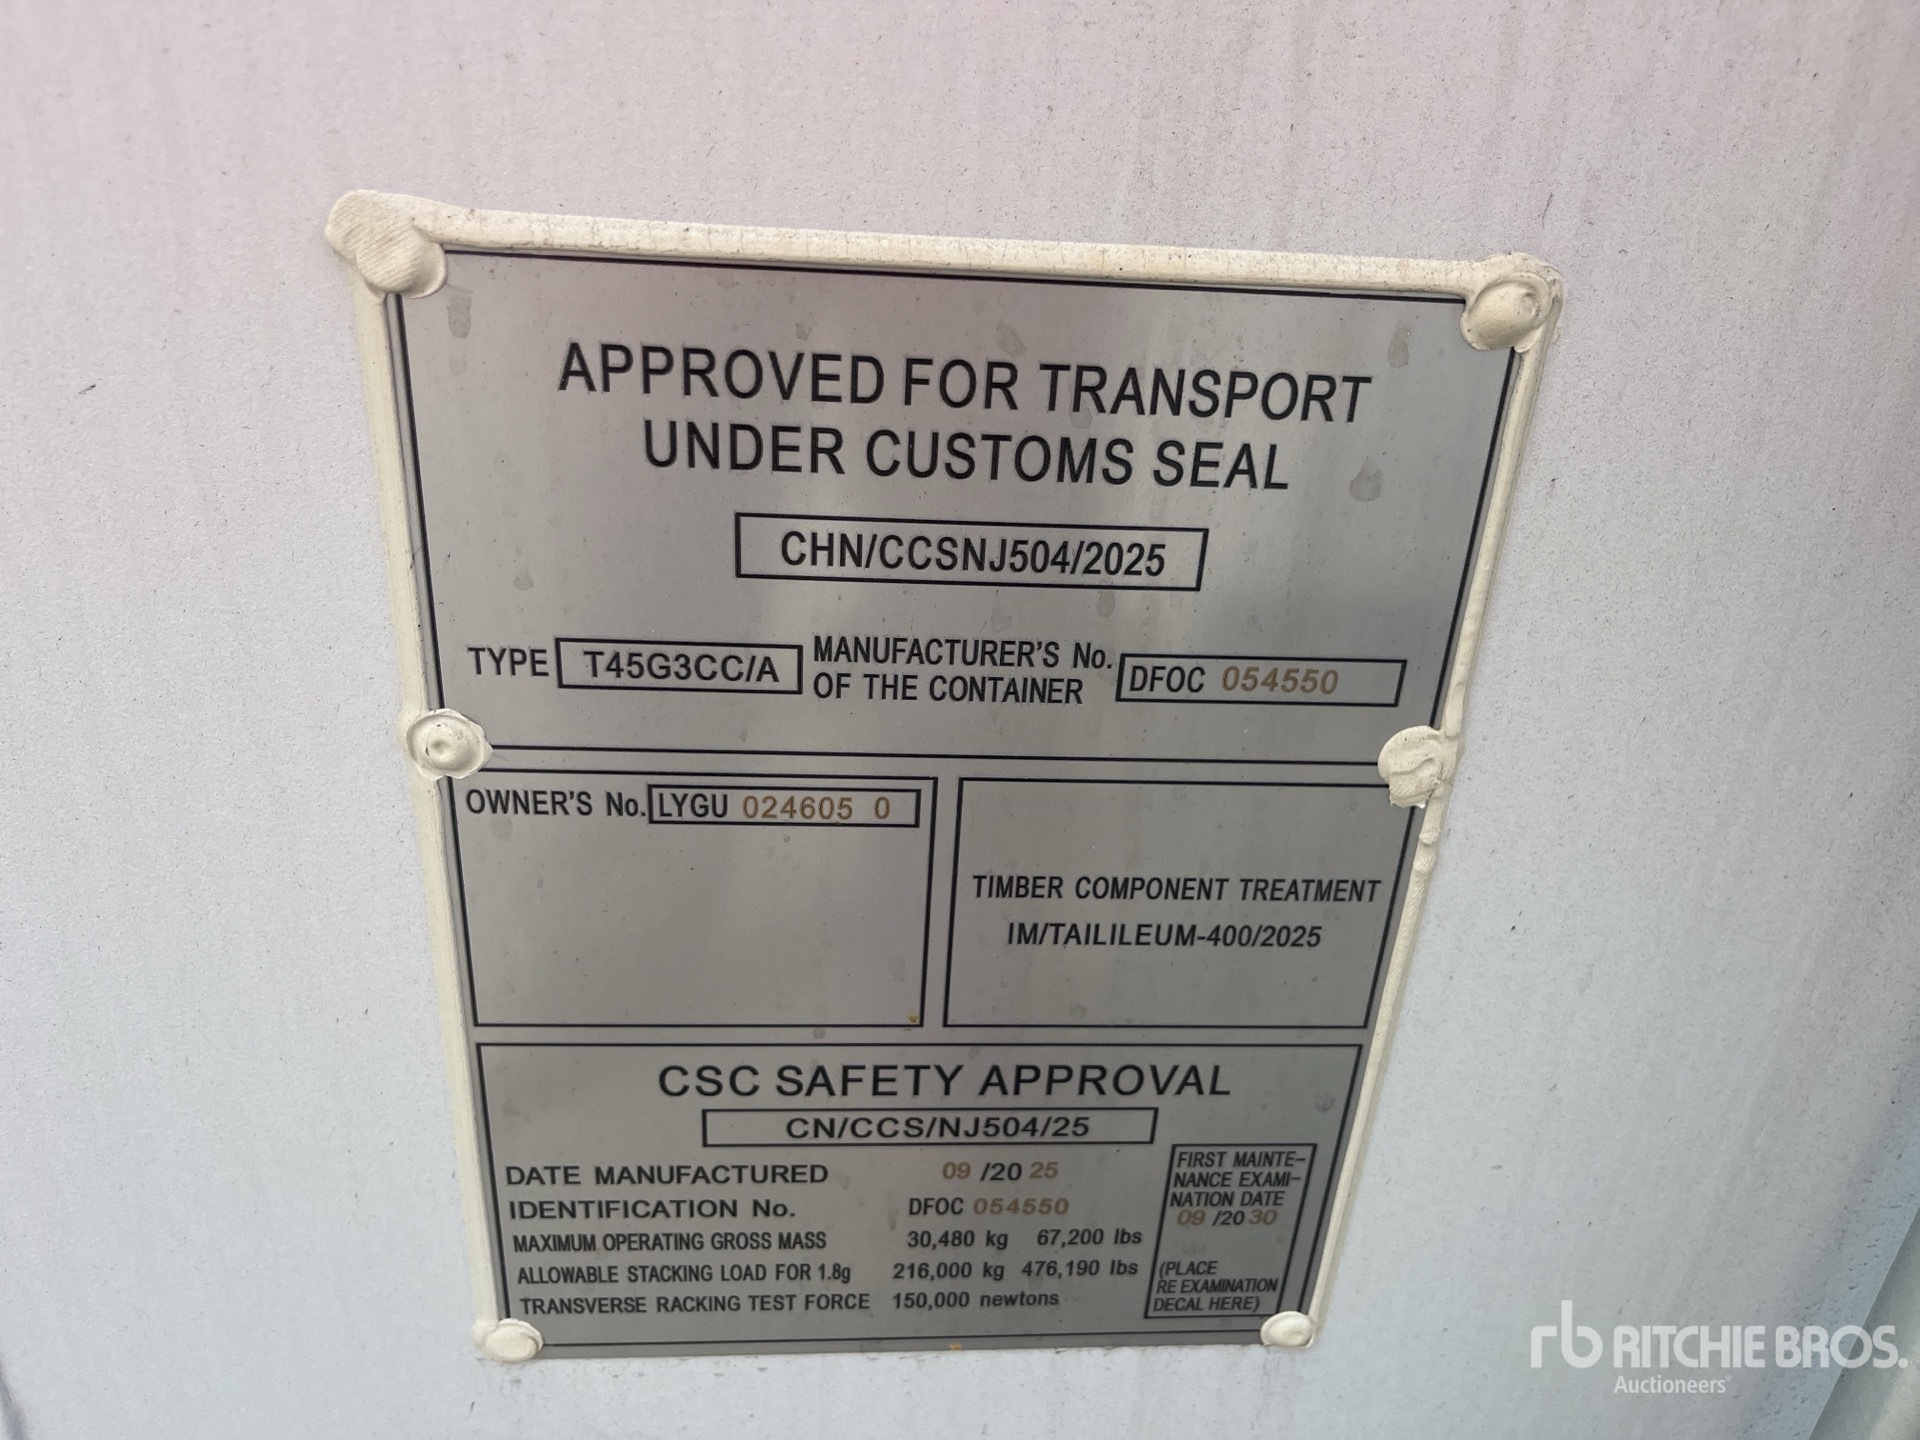 APPROVED FOR TRANSPORT
UNDER CUSTOMS SEAL
CHN/CCSNJ504/2025
TYPE T45G3CC/A MANUFACTURER'S No. OF THE CONTAINER DFOC 054550
OWNER'S No. LYGU 024605 0
TIMBER COMPONENT TREATMENT
IM/TAILILEUM-400/2025
CSC SAFETY APPROVAL
CN/CCS/NJ504/25
DATE MANUFACTURED 09 /20 25
IDENTIFICATION No. DFOC 054550
MAXIMUM OPERATING GROSS MASS 30,480 kg 67,200 lbs
ALLOWABLE STACKING LOAD FOR 1.8g 216,000 kg 476,190 lbs
TRANSVERSE RACKING TEST FORCE 150,000 newtons
FIRST MAINTE-
NANCE EXAMI-
NATION DATE
09 /20 30
(PLACE
RE EXAMINATION
DECAL HERE)
rb RITCHIE BROS.
Auctioneers